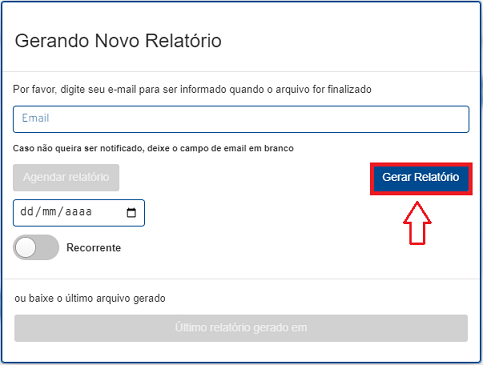 Gerando Novo Relatório
Por favor, digite seu e-mail para ser informado quando o arquivo for finalizado
Email
Caso não queira ser notificado, deixe o campo de email em branco
Agendar relatório
Gerar Relatório
dd/mm/aaaa
Recorrente
ou baixe o último arquivo gerado
Último relatório gerado em